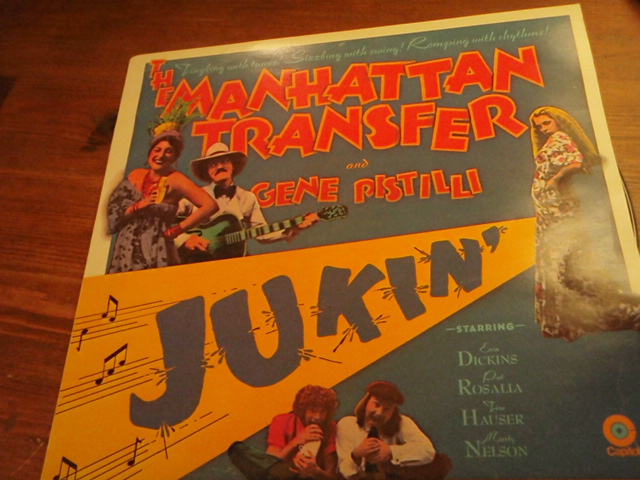 Tingling with tunes! Sizzling with swing! Romping with rhythms!
THE MANHATTAN
TRANSFER
and
GENE PISTILLI
JUKIN'
—STARRING—
Erin
DICKINS
Pat
ROSALIA
Tim
HAUSER
Marty
NELSON
Capitol